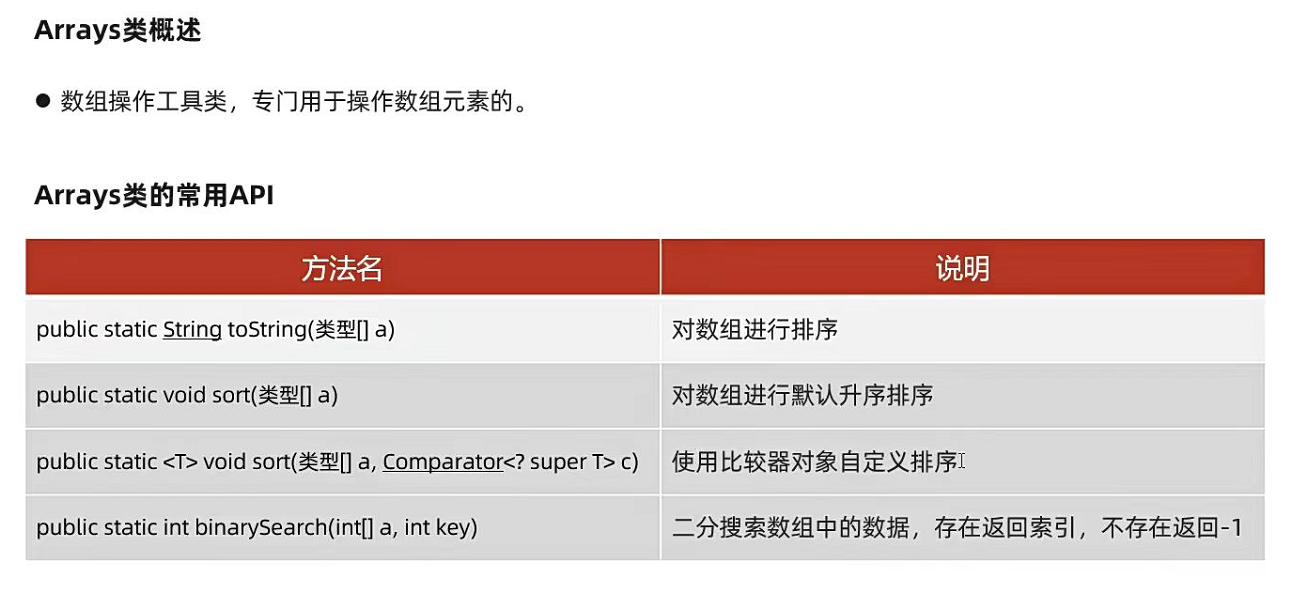 Arrays类概述
● 数组操作工具类，专门用于操作数组元素的。
Arrays类的常用API
方法名 说明
public static String toString(类型[] a) 对数组进行排序
public static void sort(类型[] a) 对数组进行默认升序排序
public static <T> void sort(类型[] a, Comparator<? super T> c) 使用比较器对象自定义排序
public static int binarySearch(int[] a, int key) 二分搜索数组中的数据，存在返回索引，不存在返回-1